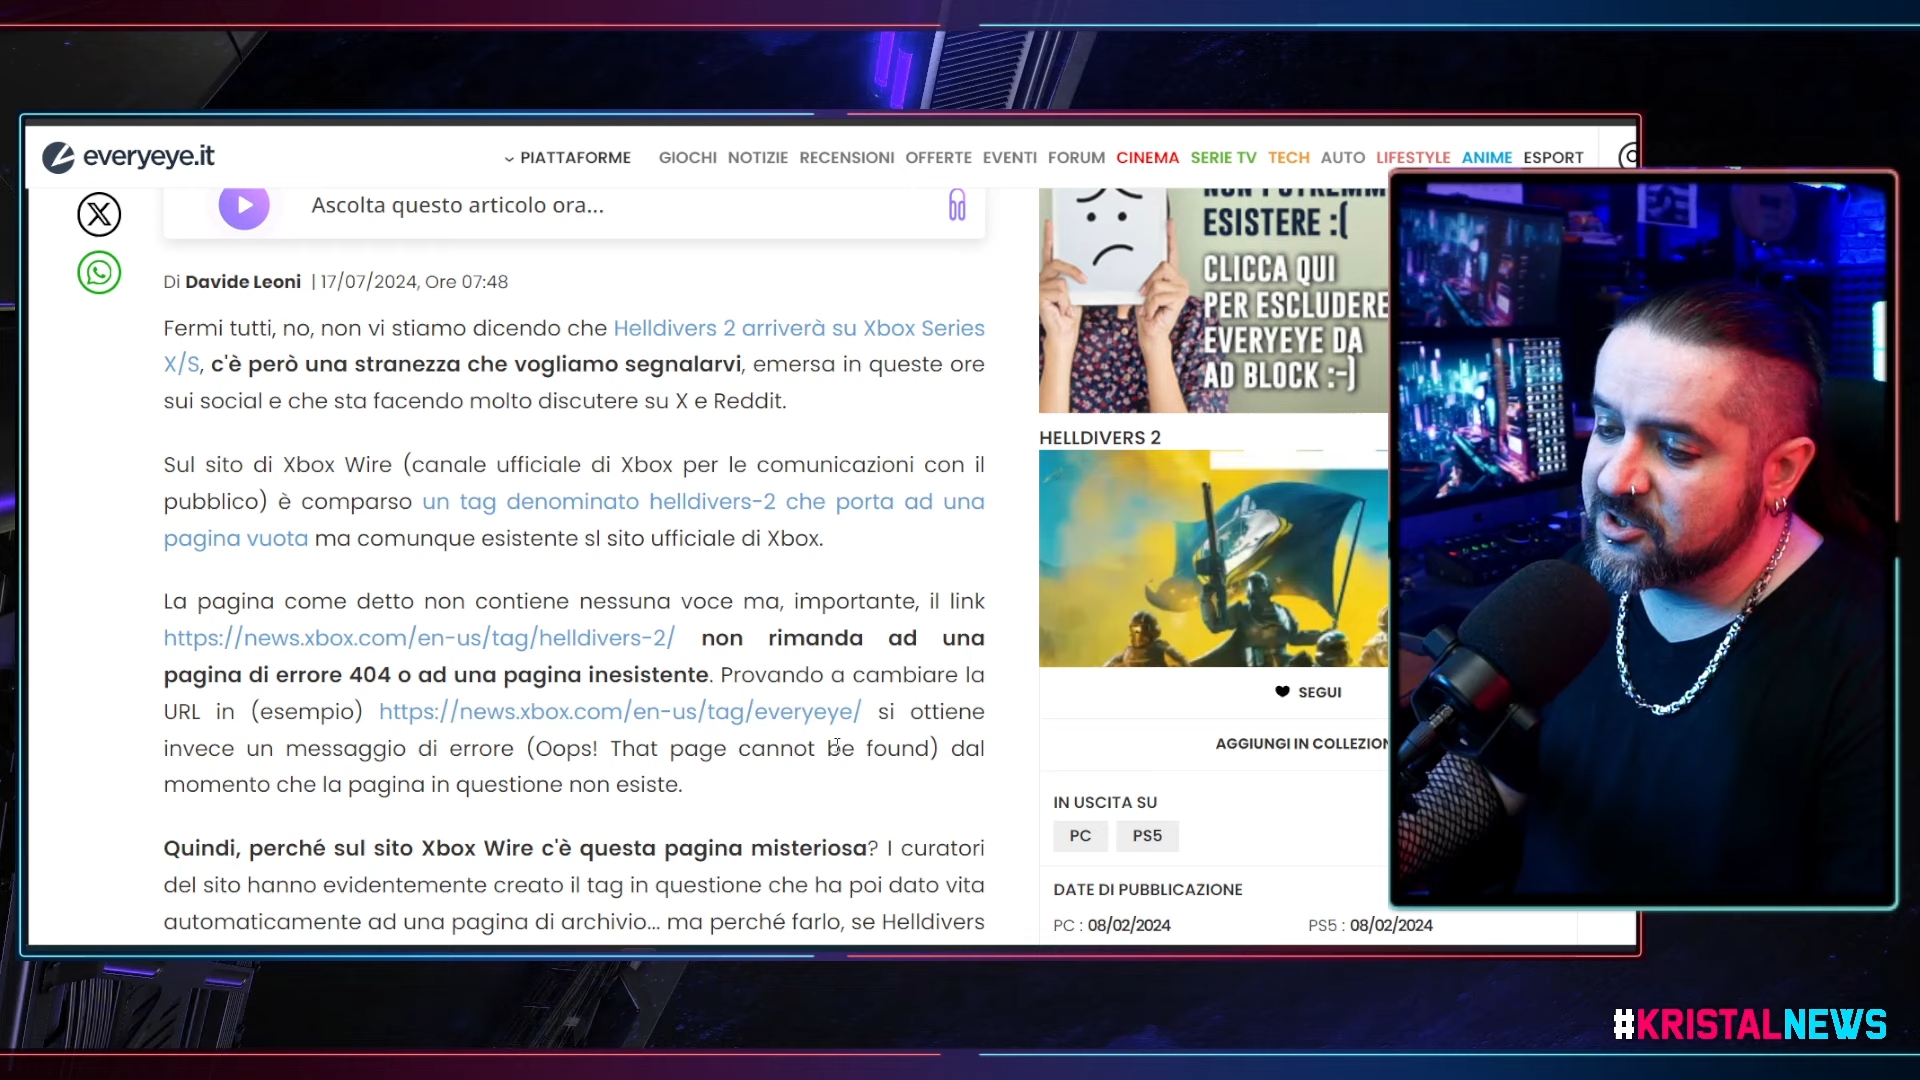 everyeye.it
PIATTAFORME GIOCHI NOTIZIE RECENSIONI OFFERTE EVENTI FORUM CINEMA SERIE TV TECH AUTO LIFESTYLE ANIME ESPORT
Ascolta questo articolo ora...
Di Davide Leoni | 17/07/2024, Ore 07:48
Fermi tutti, no, non vi stiamo dicendo che Helldivers 2 arriverà su Xbox Series
X/S, c'è però una stranezza che vogliamo segnalarvi, emersa in queste ore
sui social e che sta facendo molto discutere su X e Reddit.
Sul sito di Xbox Wire (canale ufficiale di Xbox per le comunicazioni con il
pubblico) è comparso un tag denominato helldivers-2 che porta ad una
pagina vuota ma comunque esistente sl sito ufficiale di Xbox.
La pagina come detto non contiene nessuna voce ma, importante, il link
https://news.xbox.com/en-us/tag/helldivers-2/ non rimanda ad una
pagina di errore 404 o ad una pagina inesistente. Provando a cambiare la
URL in (esempio) https://news.xbox.com/en-us/tag/everyeye/ si ottiene
invece un messaggio di errore (Oops! That page cannot be found) dal
momento che la pagina in questione non esiste.
Quindi, perché sul sito Xbox Wire c'è questa pagina misteriosa? I curatori
del sito hanno evidentemente creato il tag in questione che ha poi dato vita
automaticamente ad una pagina di archivio... ma perché farlo, se Helldivers
ESISTERE :(
CLICCA QUI
PER ESCLUDERE
EVERYEYE DA
AD BLOCK :-)
HELLDIVERS 2
SEGUI
AGGIUNGI IN COLLEZION
IN USCITA SU
PC PS5
DATE DI PUBBLICAZIONE
PC : 08/02/2024 PS5 : 08/02/2024
#KRISTALNEWS